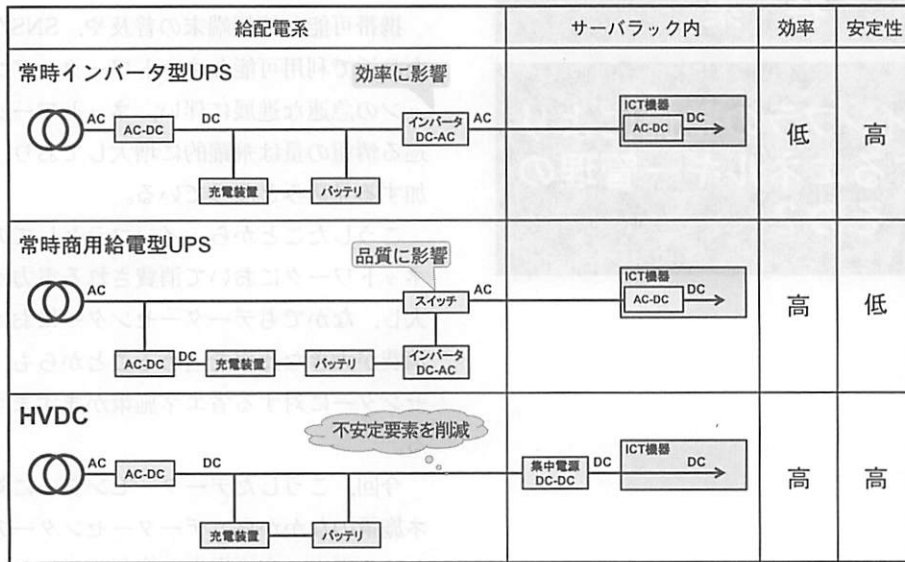 給配電系 サーバラック内 効率 安定性
常時インバータ型UPS
効率に影響
AC
AC-DC
DC
インバータ
DC-AC
AC
ICT機器
AC-DC
DC
充電装置
バッテリ
低
高
常時商用給電型UPS
品質に影響
AC
スイッチ
AC
ICT機器
AC-DC
DC
AC-DC
DC
充電装置
バッテリ
インバータ
DC-AC
高
低
HVDC
不安定要素を削減
AC
AC-DC
DC
集中電源
DC-DC
DC
ICT機器
DC
充電装置
バッテリ
高
高